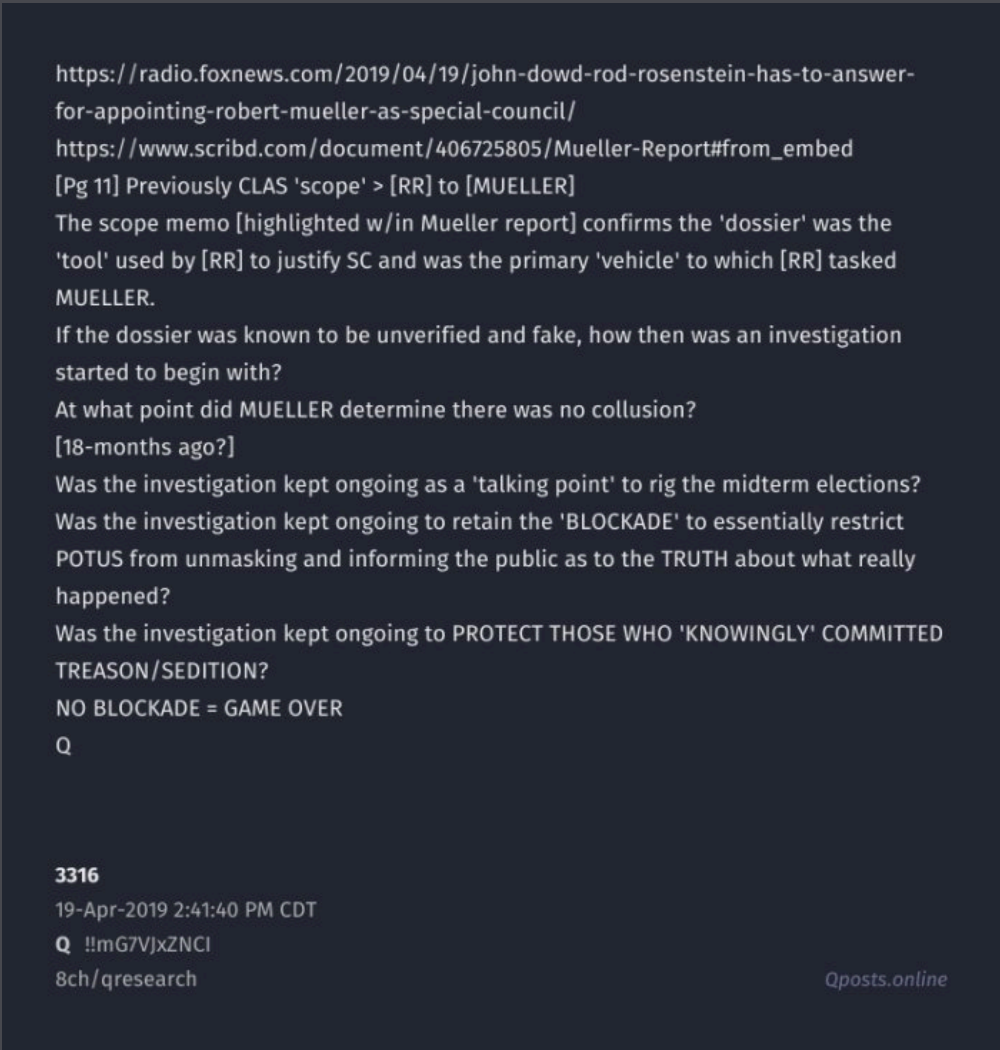 https://radio.foxnews.com/2019/04/19/john-dowd-rod-rosenstein-has-to-answer-
for-appointing-robert-mueller-as-special-council/
https://www.scribd.com/document/406725805/Mueller-Report#from_embed
[Pg 11] Previously CLAS 'scope' > [RR] to [MUELLER]
The scope memo [highlighted w/in Mueller report] confirms the 'dossier' was the
'tool' used by [RR] to justify SC and was the primary 'vehicle' to which [RR] tasked
MUELLER.
If the dossier was known to be unverified and fake, how then was an investigation
started to begin with?
At what point did MUELLER determine there was no collusion?
[18-months ago?]
Was the investigation kept ongoing as a 'talking point' to rig the midterm elections?
Was the investigation kept ongoing to retain the 'BLOCKADE' to essentially restrict
POTUS from unmasking and informing the public as to the TRUTH about what really
happened?
Was the investigation kept ongoing to PROTECT THOSE WHO 'KNOWINGLY' COMMITTED
TREASON/SEDITION?
NO BLOCKADE = GAME OVER
Q
3316
19-Apr-2019 2:41:40 PM CDT
Q !!mG7VJxZNCI
8ch/qresearch
Qposts.online